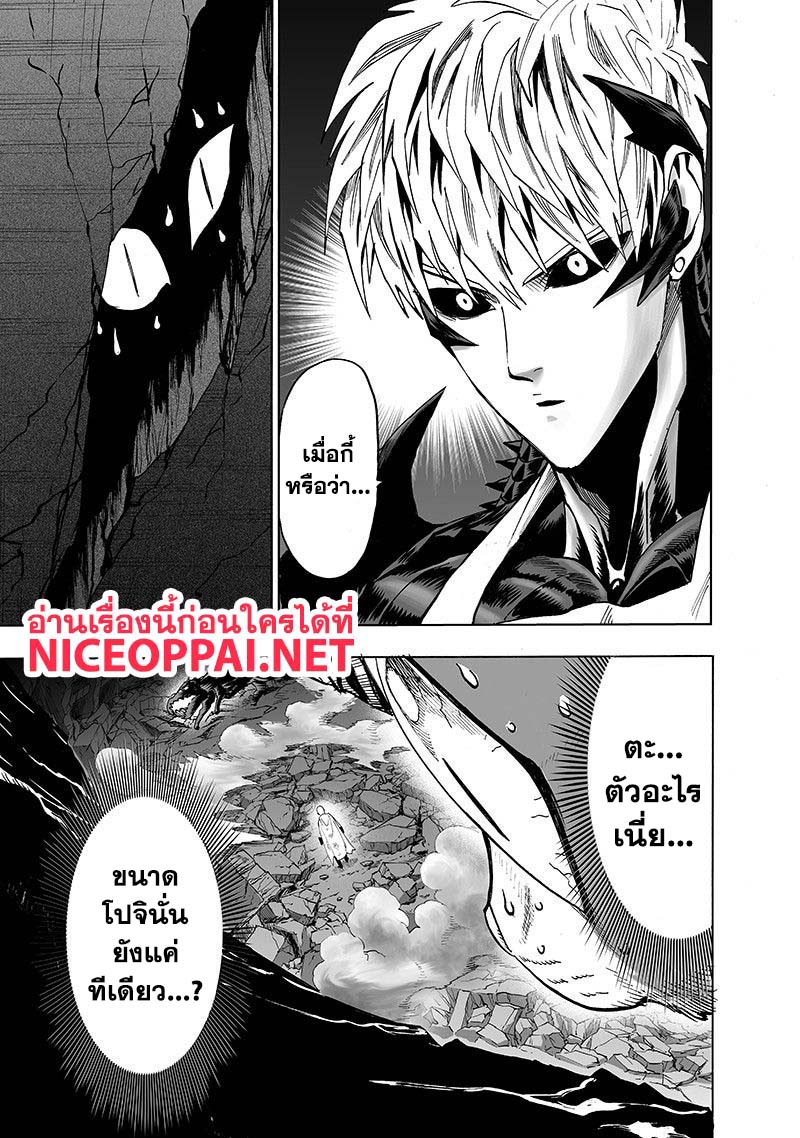 เมื่อกี้
หรือว่า...
อ่านเรื่องนี้ก่อนใครได้ที่
NICEOPPAI.NET
ตะ...
ตัวอะไร
เนี่ย...
ขนาด
โปจินั่น
ยังแค่
ทีเดียว...?